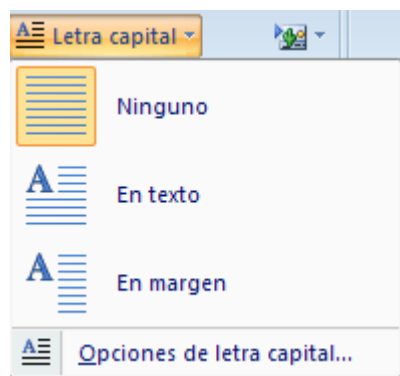 Letra capital
Ninguno
En texto
En margen
Opciones de letra capital...